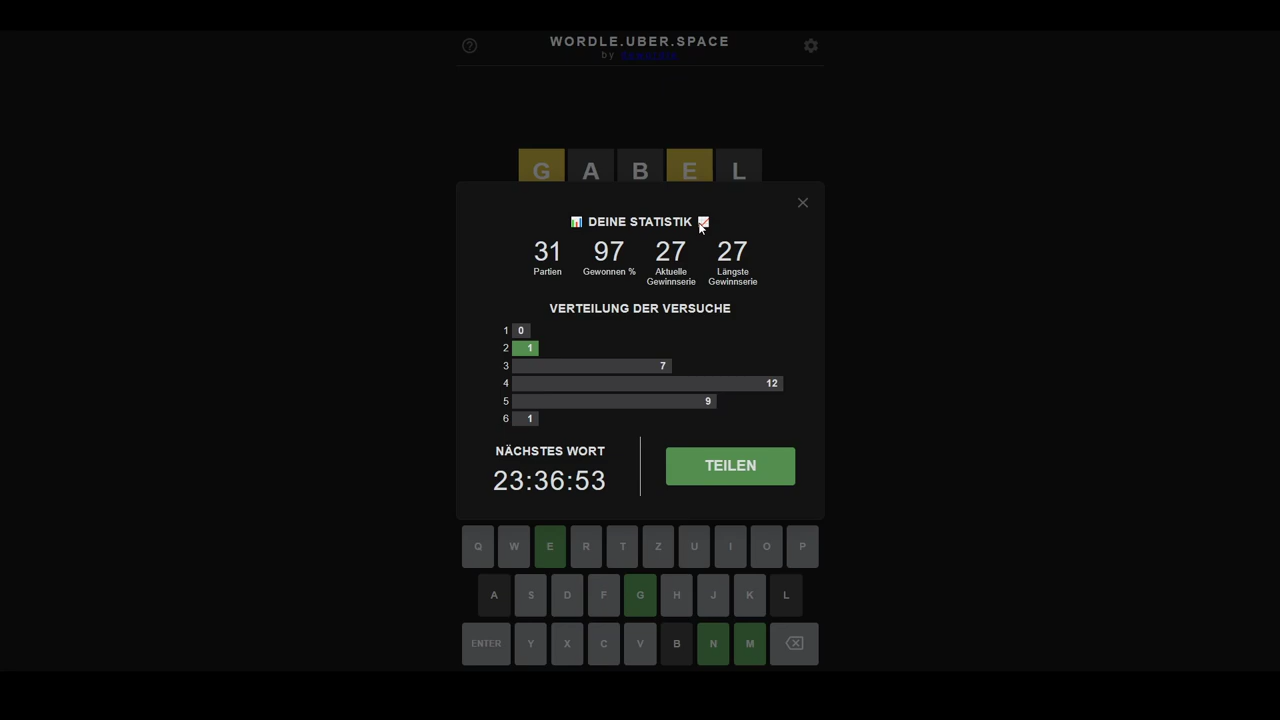 WORDLE.UBER.SPACE
by
G A B E L
DEINE STATISTIK
31 97 27 27
Partien Gewonnen % Aktuelle Gewinnserie Längste Gewinnserie
VERTEILUNG DER VERSUCHE
1 0
2 1
3 7
4 12
5 9
6 1
NÄCHSTES WORT
23:36:53
TEILEN
Q W E R T Z U I O P
A S D F G H J K L
ENTER Y X C V B N M